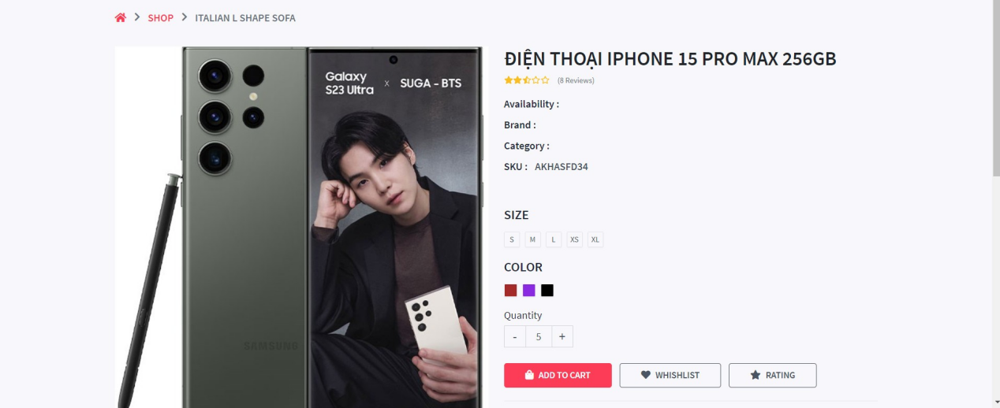 SHOP ITALIAN L SHAPE SOFA
Galaxy
S23 Ultra x SUGA - BTS
SAMSUNG
ĐIỆN THOẠI IPHONE 15 PRO MAX 256GB
(8 Reviews)
Availability :
Brand :
Category :
SKU : AKHASFD34
SIZE
S M L XS XL
COLOR
Quantity
- 5 +
ADD TO CART WHISHLIST RATING